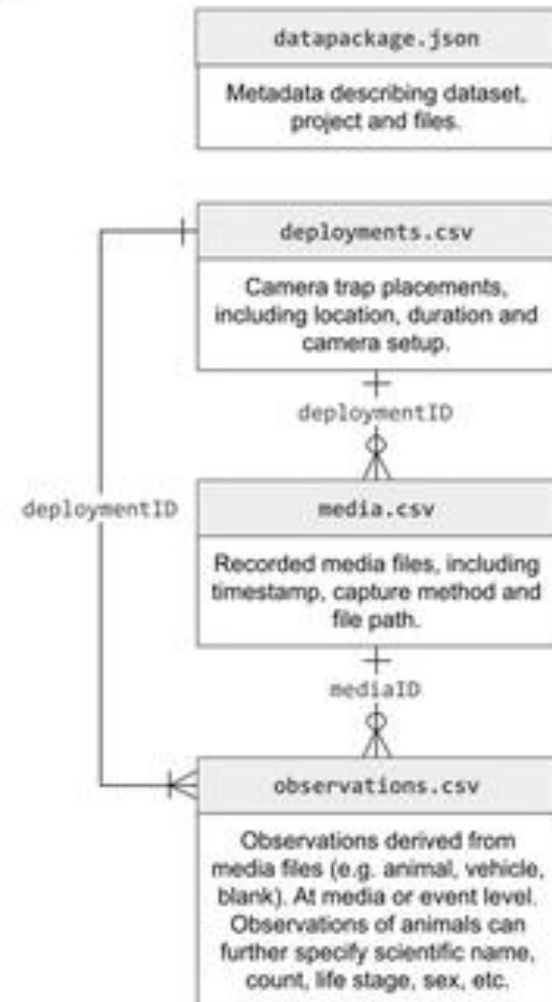 datapackage.json
Metadata describing dataset,
project and files.
deployments.csv
Camera trap placements,
including location, duration and
camera setup.
deploymentID
deploymentID
media.csv
Recorded media files, including
timestamp, capture method and
file path.
mediaID
observations.csv
Observations derived from
media files (e.g. animal, vehicle,
blank). At media or event level.
Observations of animals can
further specify scientific name,
count, life stage, sex, etc.